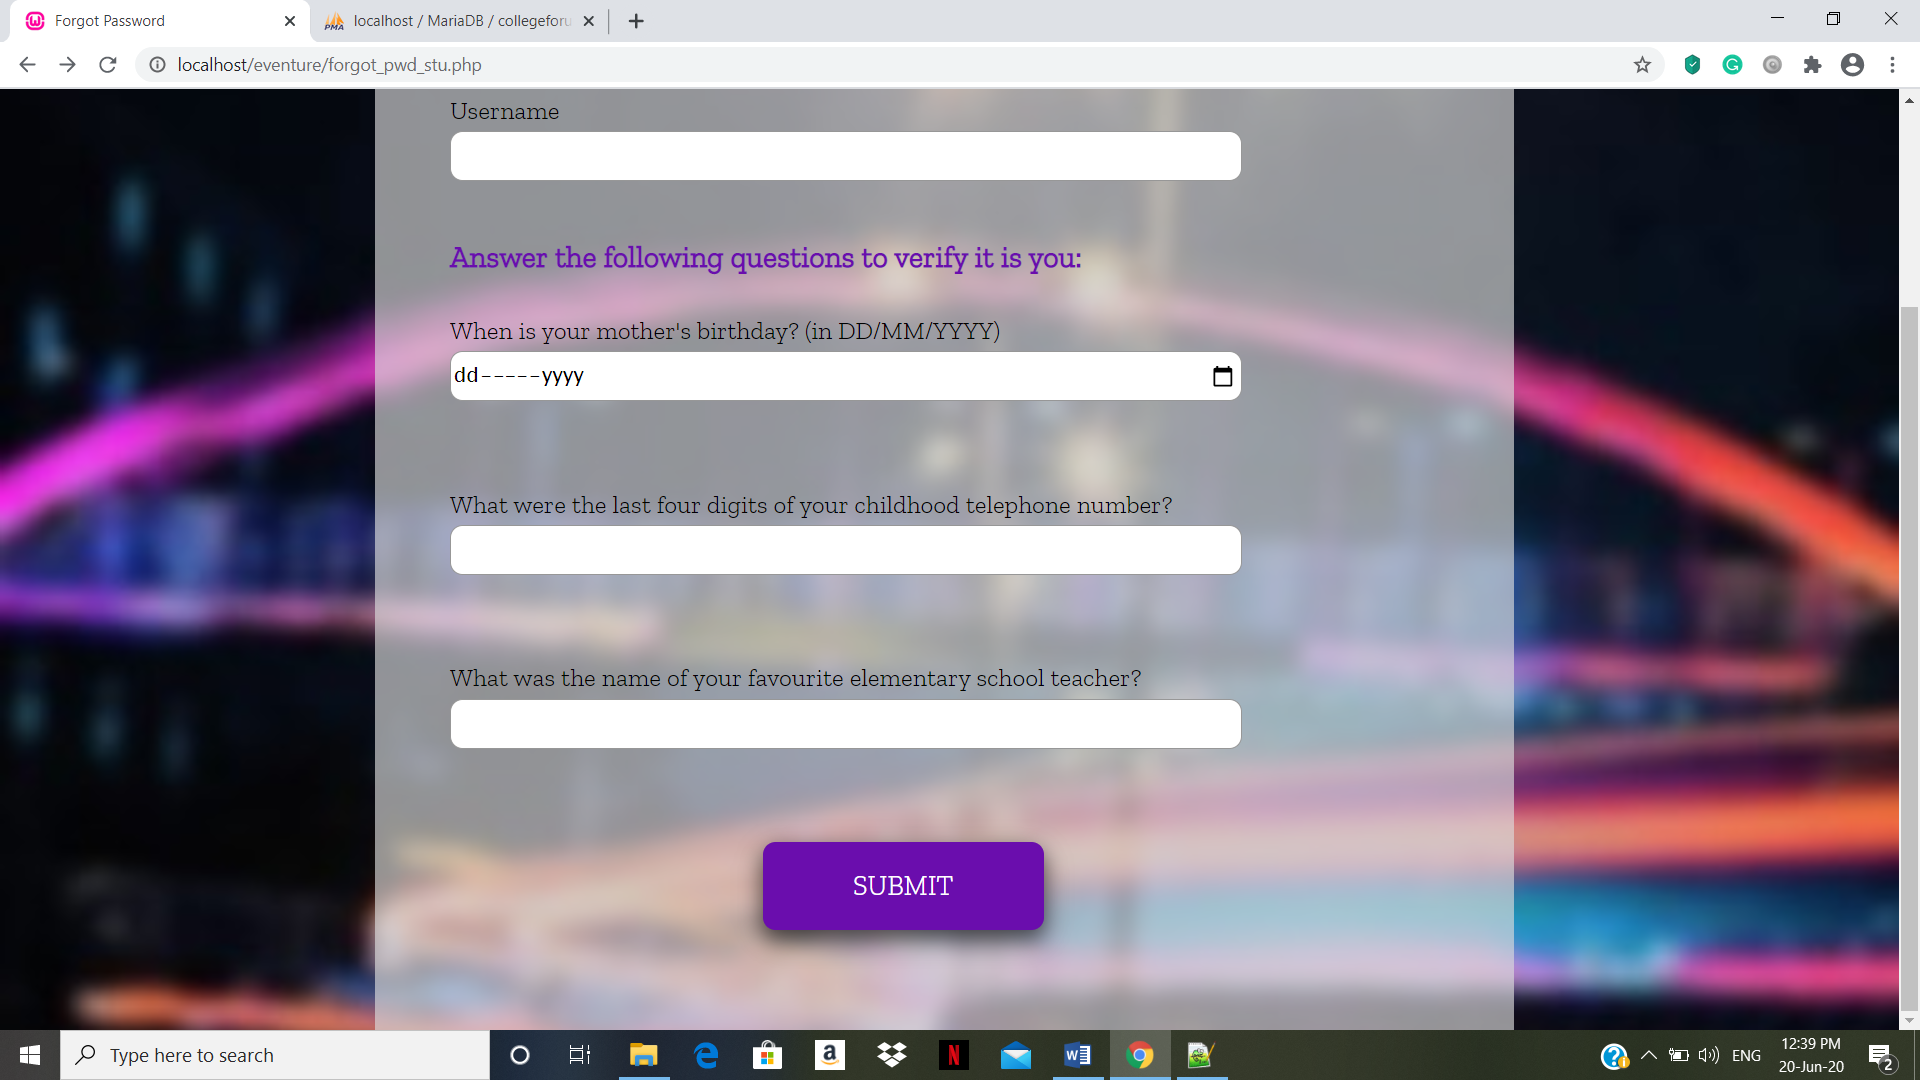 Forgot Password
localhost / MariaDB / collegeforu
localhost/eventure/forgot_pwd_stu.php
Username
Answer the following questions to verify it is you:
When is your mother's birthday? (in DD/MM/YYYY)
dd-----yyyy
What were the last four digits of your childhood telephone number?
What was the name of your favourite elementary school teacher?
SUBMIT
Type here to search
ENG
12:39 PM
20-Jun-20
2